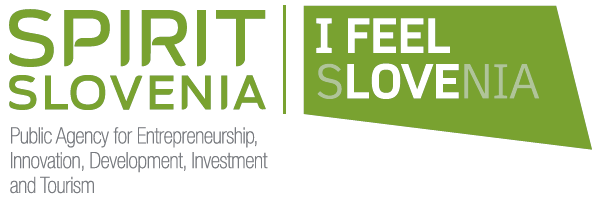 SPIRIT
SLOVENIA
Public Agency for Entrepreneurship,
Innovation, Development, Investment
and Tourism
I FEEL
SLOVENIA